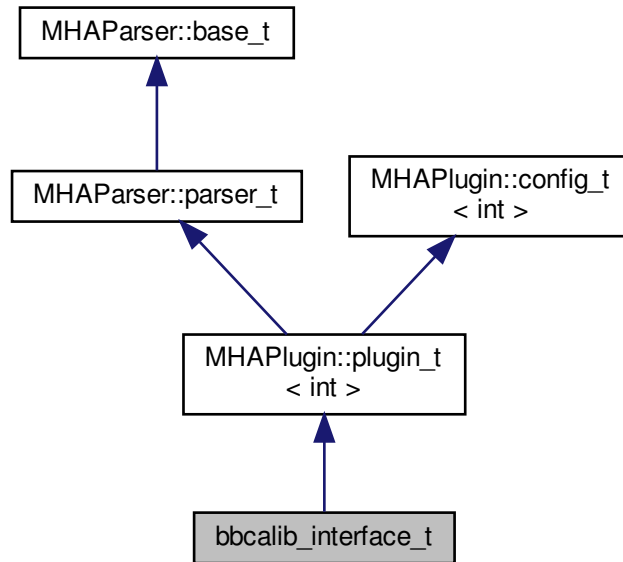 MHAParser::base_t
MHAParser::parser_t
MHAPlugin::config_t
< int >
MHAPlugin::plugin_t
< int >
bbcalib_interface_t